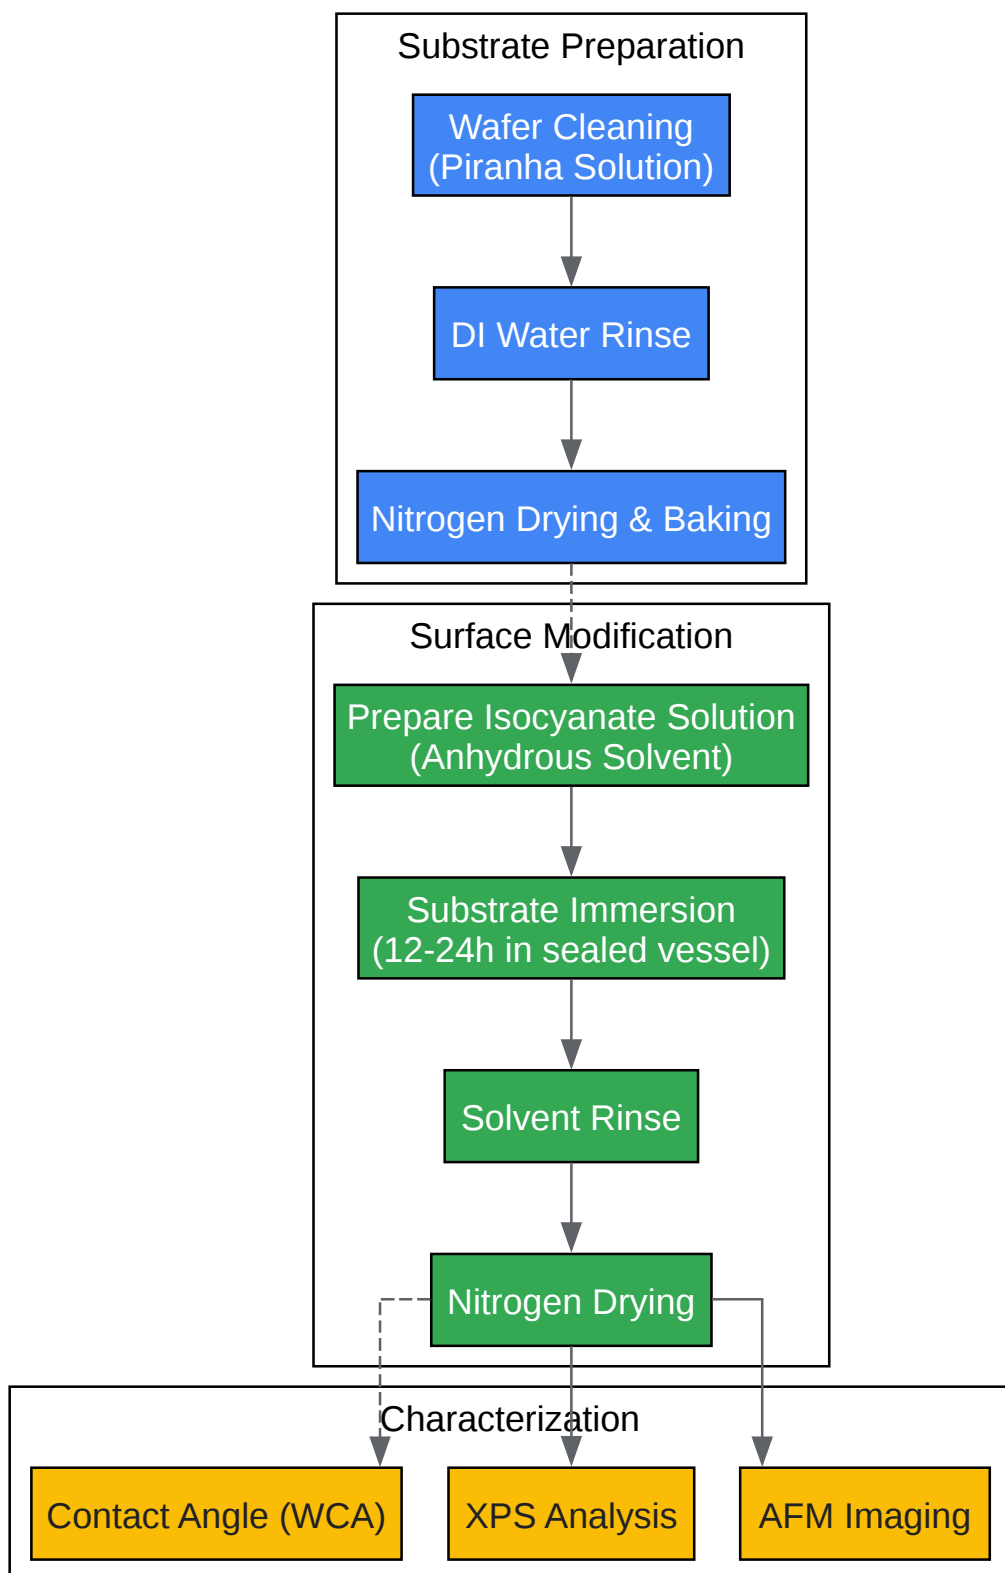 Substrate Preparation
Wafer Cleaning
(Piranha Solution)
DI Water Rinse
Nitrogen Drying & Baking
Surface Modification
Prepare Isocyanate Solution
(Anhydrous Solvent)
Substrate Immersion
(12-24h in sealed vessel)
Solvent Rinse
Nitrogen Drying
Characterization
Contact Angle (WCA)
XPS Analysis
AFM Imaging